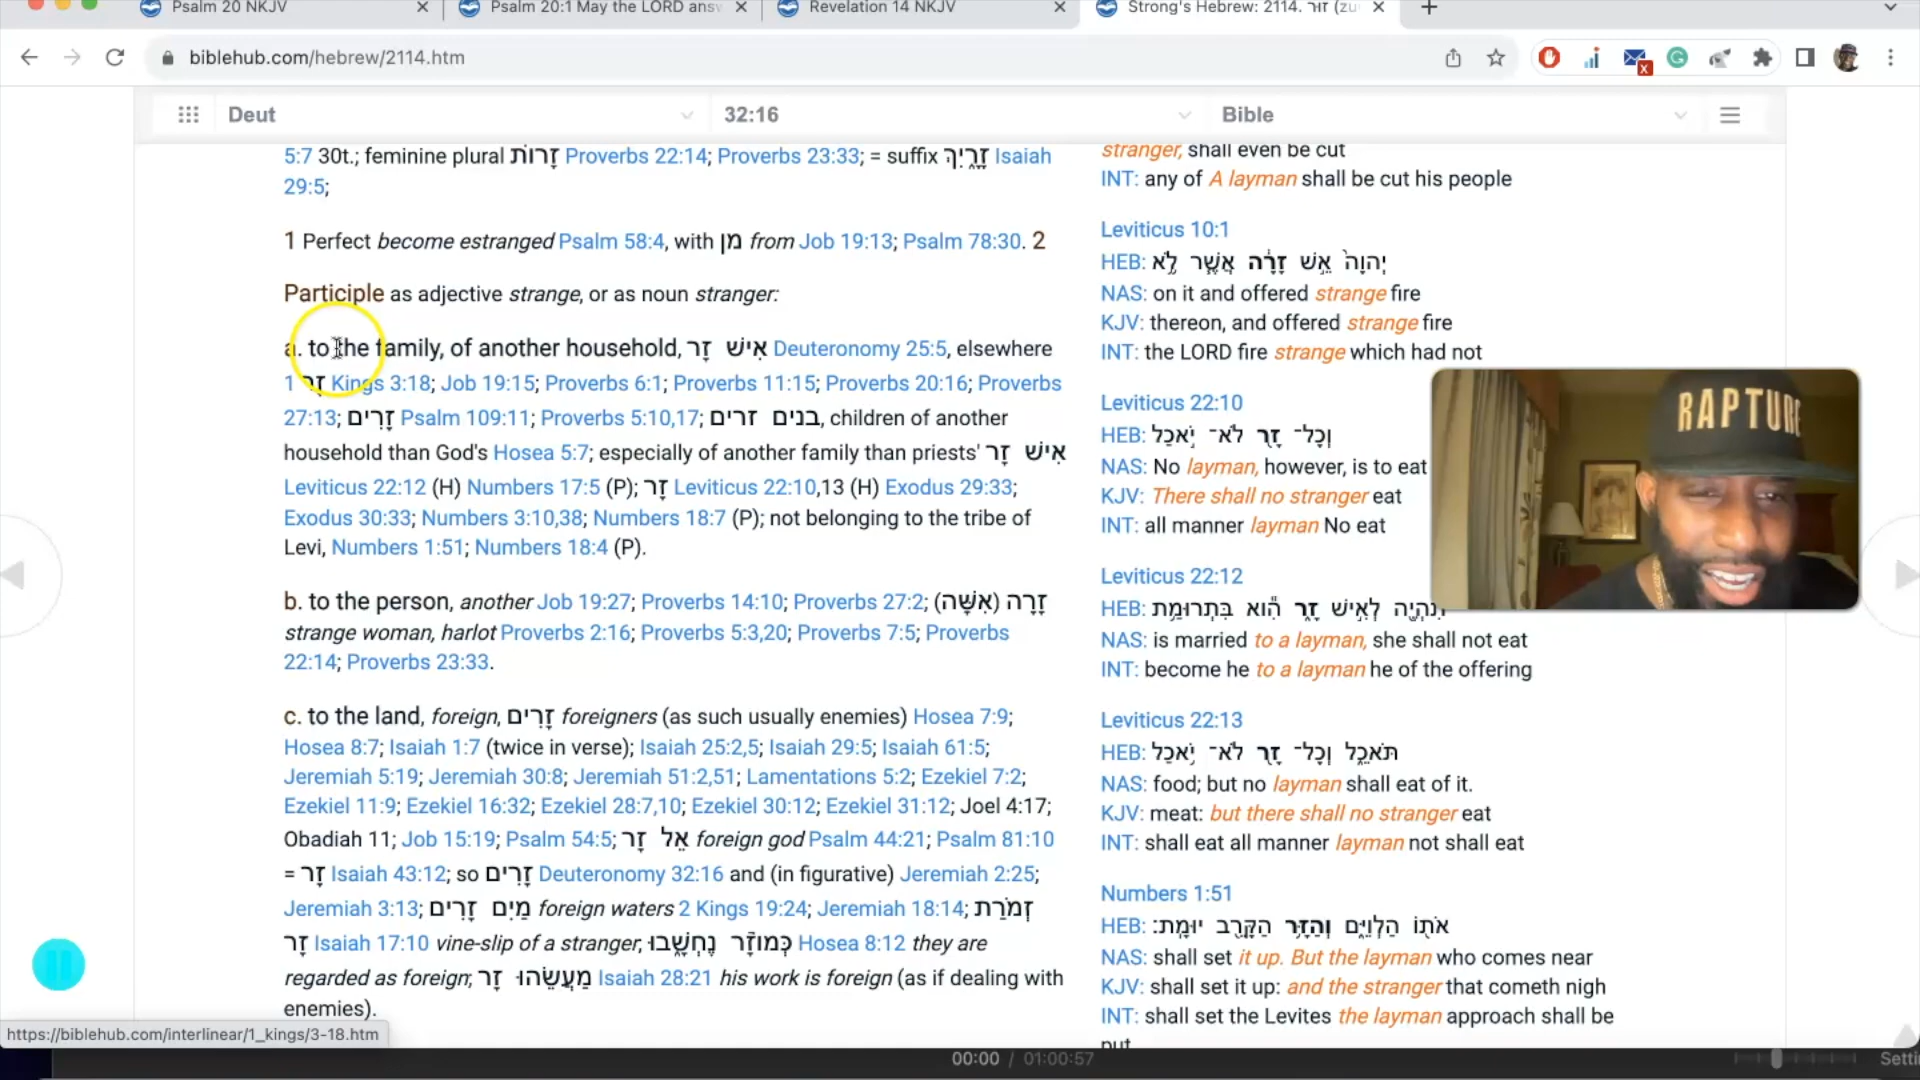 Psalm 20 NKJV
Psalm 20:1 May the LORD answ
Revelation 14 NKJV
Strong's Hebrew: 2114. זוּר (zu
biblehub.com/hebrew/2114.htm
Deut
32:16
Bible
5:7 30t.; feminine plural זָרוֺת Proverbs 22:14; Proverbs 23:33; = suffix זָרָ֑יִךְ Isaiah
29:5;
1 Perfect become estranged Psalm 58:4, with מִן from Job 19:13; Psalm 78:30. 2
Participle as adjective strange, or as noun stranger:
a. to the family, of another household, אִישׁ זָר Deuteronomy 25:5, elsewhere
1 זָר Kings 3:18; Job 19:15; Proverbs 6:1; Proverbs 11:15; Proverbs 20:16; Proverbs
27:13; זָרִים Psalm 109:11; Proverbs 5:10,17; בנים זרים, children of another
household than God's Hosea 5:7; especially of another family than priests' אִישׁ זָר
Leviticus 22:12 (H) Numbers 17:5 (P); זָר Leviticus 22:10,13 (H) Exodus 29:33;
Exodus 30:33; Numbers 3:10,38; Numbers 18:7 (P); not belonging to the tribe of
Levi, Numbers 1:51; Numbers 18:4 (P).
b. to the person, another Job 19:27; Proverbs 14:10; Proverbs 27:2; (אִשָּׁה) זָרָה
strange woman, harlot Proverbs 2:16; Proverbs 5:3,20; Proverbs 7:5; Proverbs
22:14; Proverbs 23:33.
c. to the land, foreign, זָרִים foreigners (as such usually enemies) Hosea 7:9;
Hosea 8:7; Isaiah 1:7 (twice in verse); Isaiah 25:2,5; Isaiah 29:5; Isaiah 61:5;
Jeremiah 5:19; Jeremiah 30:8; Jeremiah 51:2,51; Lamentations 5:2; Ezekiel 7:2;
Ezekiel 11:9; Ezekiel 16:32; Ezekiel 28:7,10; Ezekiel 30:12; Ezekiel 31:12; Joel 4:17;
Obadiah 11; Job 15:19; Psalm 54:5; אֵל זָר foreign god Psalm 44:21; Psalm 81:10
= זָר Isaiah 43:12; so זָרִים Deuteronomy 32:16 and (in figurative) Jeremiah 2:25;
Jeremiah 3:13; מַיִם זָרִים foreign waters 2 Kings 19:24; Jeremiah 18:14; זְמֹרַת
זָר Isaiah 17:10 vine-slip of a stranger; כְּמוֺזָֿר נֶחְשָׁ֑בוּ Hosea 8:12 they are
regarded as foreign; זָר מַעֲשֵׂהוּ Isaiah 28:21 his work is foreign (as if dealing with
enemies).
stranger, shall even be cut
INT: any of A layman shall be cut his people
Leviticus 10:1
HEB: יְהוָה֙ אֵ֣שׁ זָרָ֔ה אֲשֶׁ֧ר לֹ֦א
NAS: on it and offered strange fire
KJV: thereon, and offered strange fire
INT: the LORD fire strange which had not
Leviticus 22:10
HEB: וְכָל־ זָ֖ר לֹא־ יֹ֣אכַל
NAS: No layman, however, is to eat
KJV: There shall no stranger eat
INT: all manner layman No eat
Leviticus 22:12
HEB: תִהְיֶ֖ה לְאִ֣ישׁ זָ֑ר הִ֕וא בִּתְרוּמַ֥ת
NAS: is married to a layman, she shall not eat
INT: become he to a layman he of the offering
Leviticus 22:13
HEB: תֹּאכֵ֑ל וְכָל־ זָ֖ר לֹא־ יֹ֥אכַל
NAS: food; but no layman shall eat of it.
KJV: meat: but there shall no stranger eat
INT: shall eat all manner layman not shall eat
Numbers 1:51
HEB: אֹת֖וֹ הַלְוִיִּ֑ם וְהַזָּ֥ר הַקָּרֵ֖ב יוּמָֽת׃
NAS: shall set it up. But the layman who comes near
KJV: shall set it up: and the stranger that cometh nigh
INT: shall set the Levites the layman approach shall be
put
RAPTURE
https://biblehub.com/interlinear/1_kings/3-18.htm
00:00 / 01:00:57
Setti